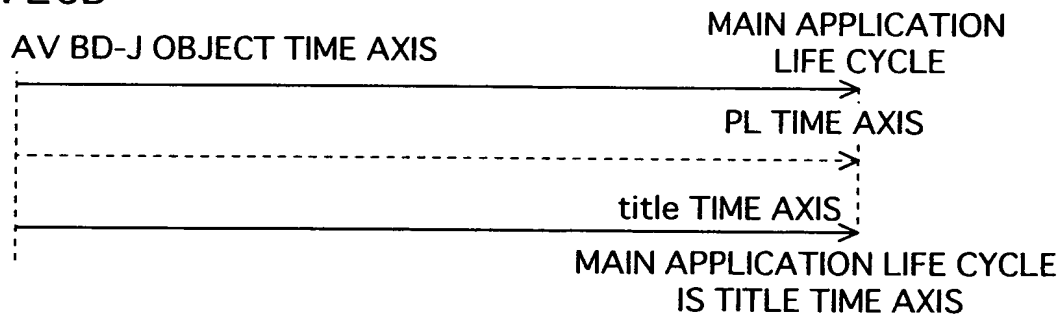 AV BD-J OBJECT TIME AXIS
MAIN APPLICATION
LIFE CYCLE
PL TIME AXIS
title TIME AXIS
MAIN APPLICATION LIFE CYCLE
IS TITLE TIME AXIS